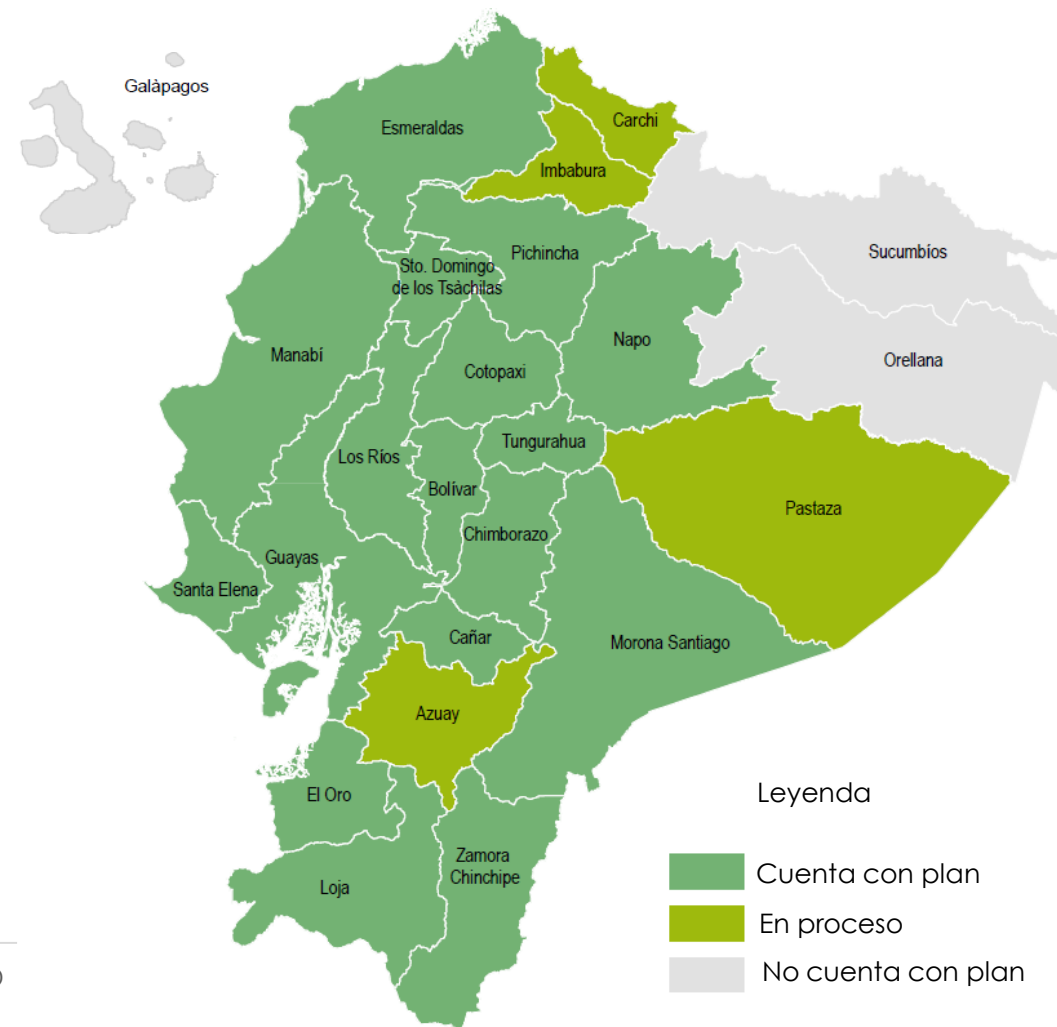 Galàpagos
Esmeraldas
Carchi
Imbabura
Sucumbíos
Pichincha
Sto. Domingo
de los Tsàchilas
Napo
Orellana
Manabí
Cotopaxi
Tungurahua
Los Ríos
Bolívar
Pastaza
Chimborazo
Guayas
Santa Elena
Cañar
Morona Santiago
Azuay
El Oro
Zamora
Chinchipe
Loja
Leyenda
Cuenta con plan
En proceso
No cuenta con plan